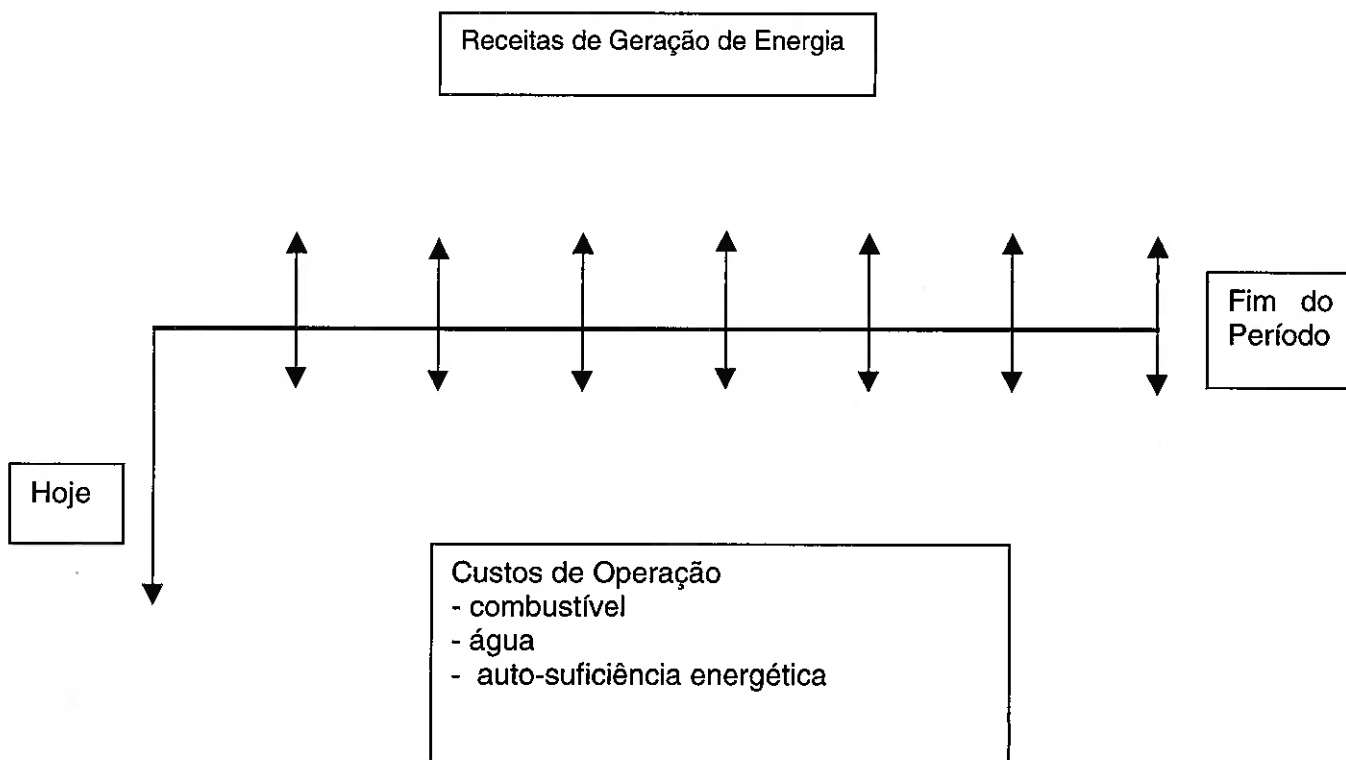 Receitas de Geração de Energia
Fim do
Período
Hoje
Custos de Operação
- combustível
- água
- auto-suficiência energética